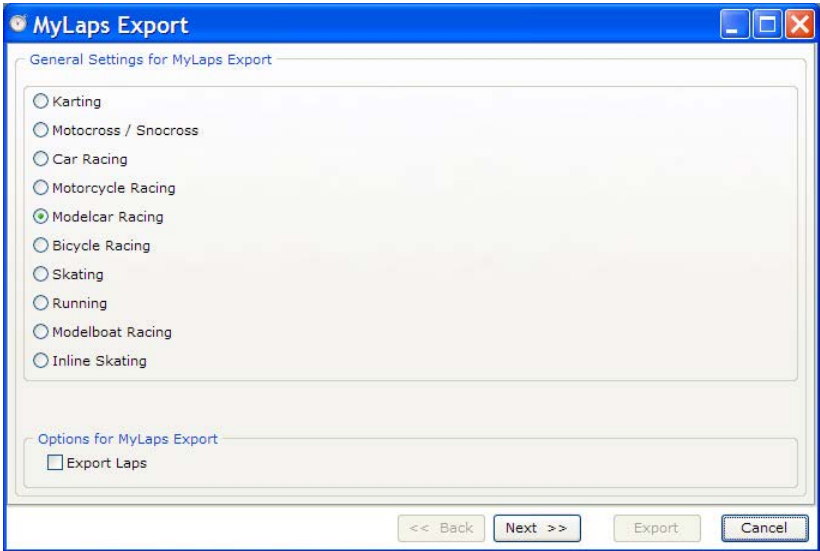 MyLaps Export
General Settings for MyLaps Export
Karting
Motocross / Snocross
Car Racing
Motorcycle Racing
Modelcar Racing
Bicycle Racing
Skating
Running
Modelboat Racing
Inline Skating
Options for MyLaps Export
Export Laps
<< Back Next >> Export Cancel